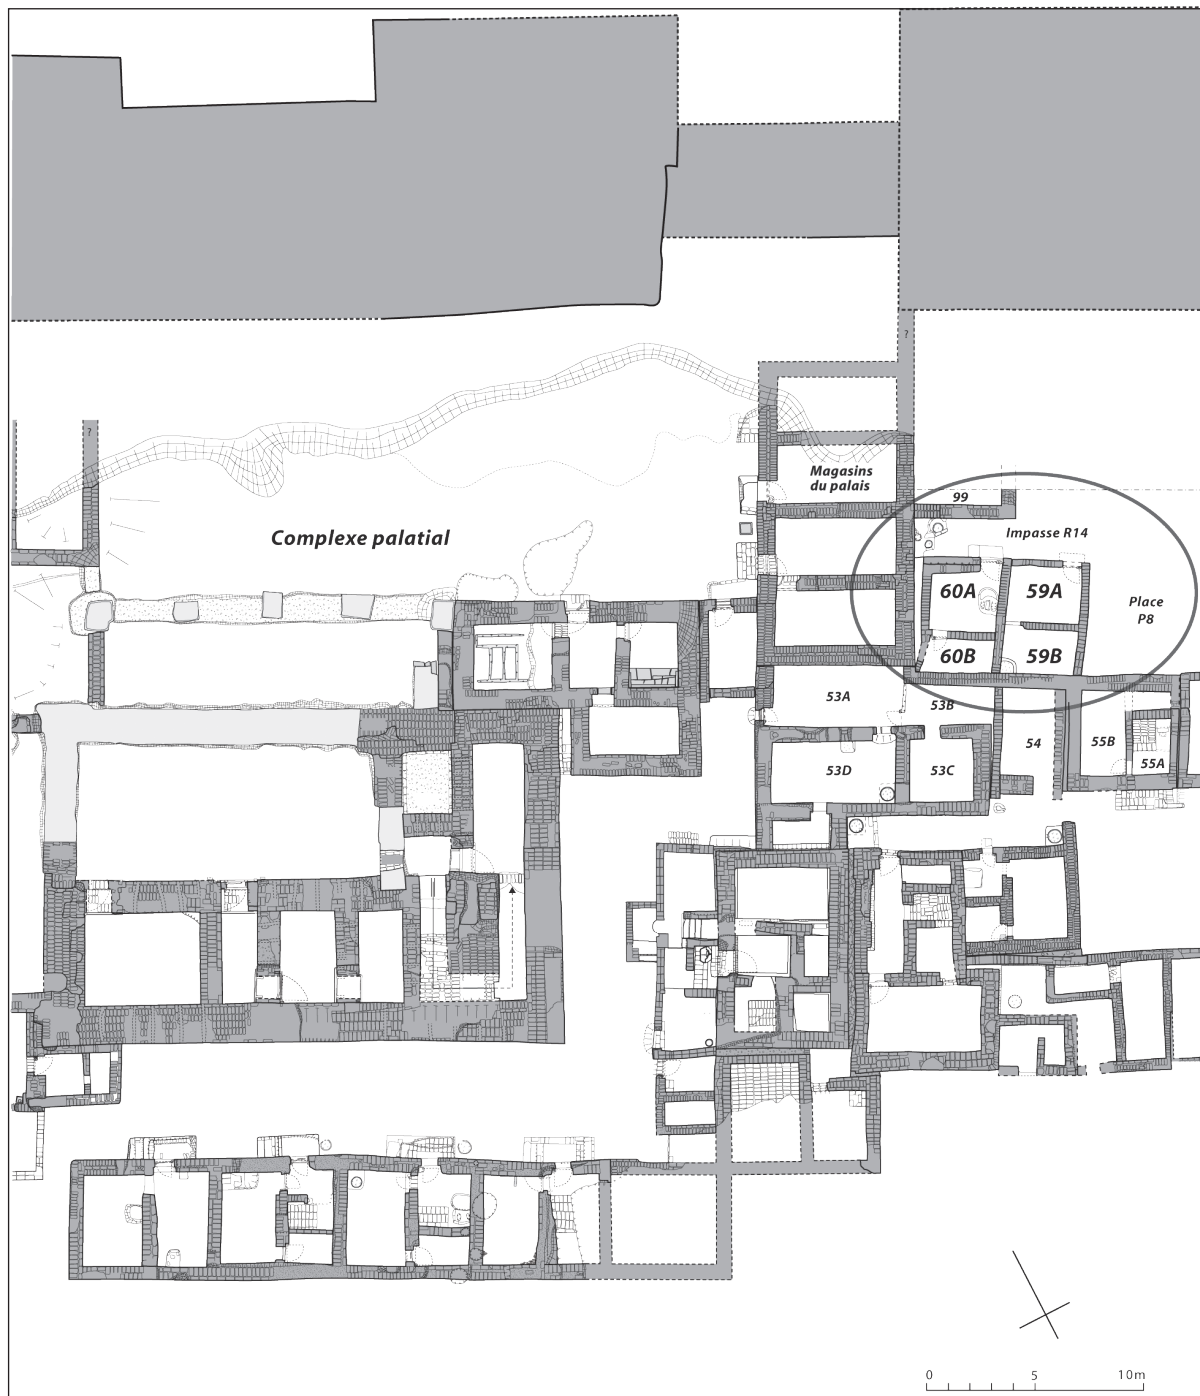 ?
?
Magasins
du palais
99
Complexe palatial
Impasse R14
60A
59A
Place
P8
60B
59B
53A
53B
54
55B
55A
53D
53C
0 5 10m